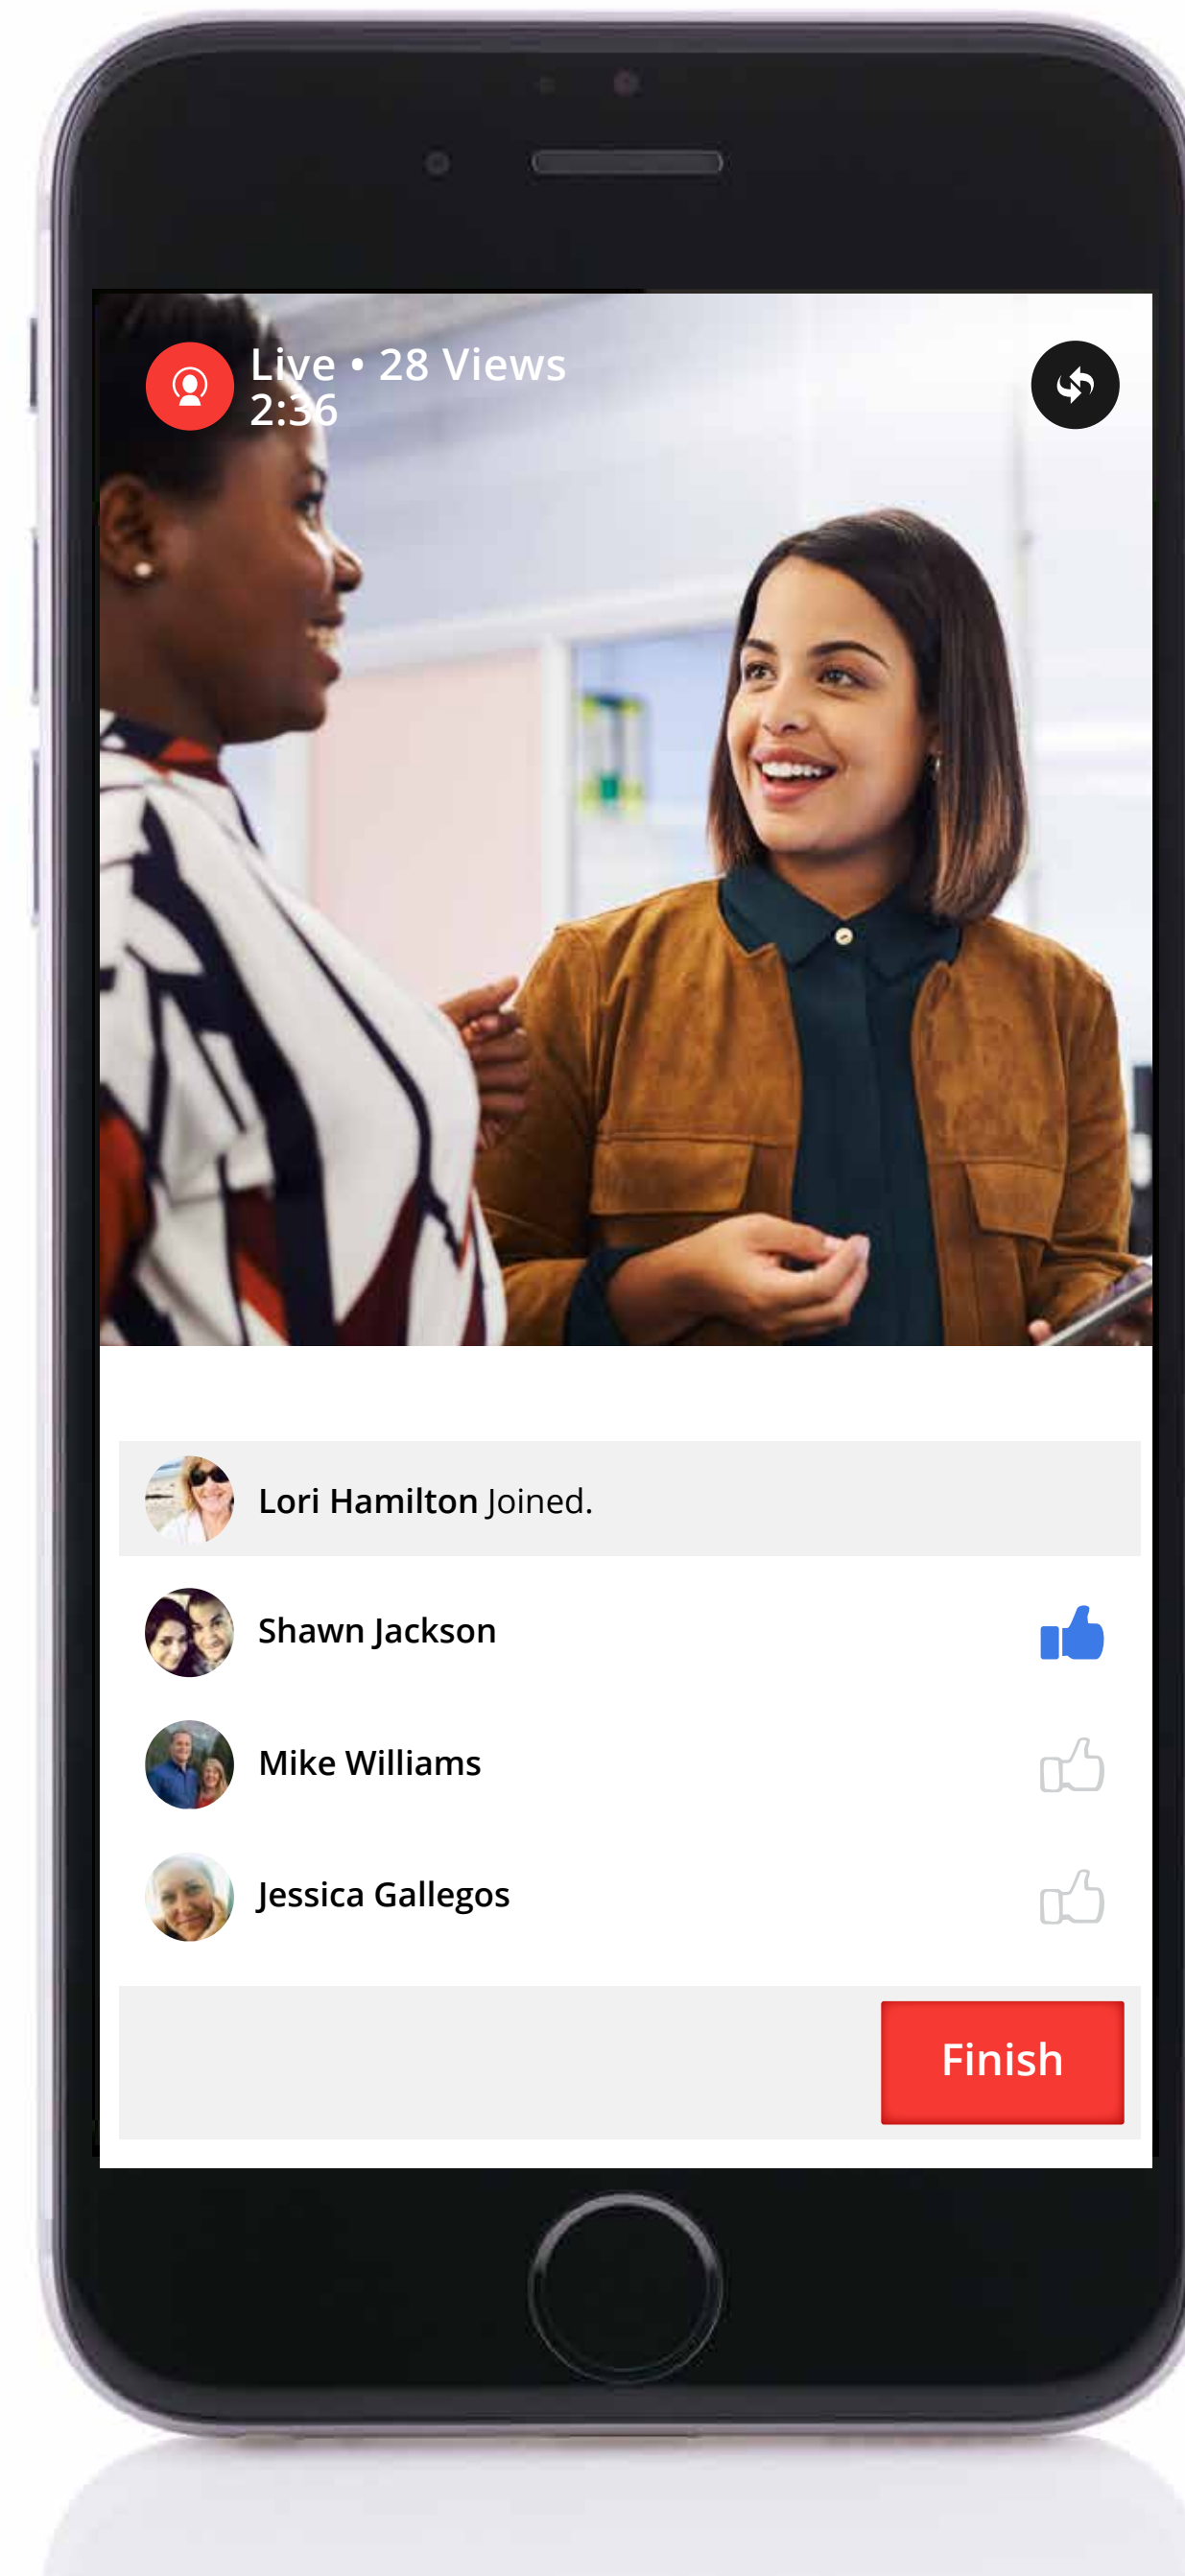 Live • 28 Views
2:36
Lori Hamilton Joined.
Shawn Jackson
Mike Williams
Jessica Gallegos
Finish